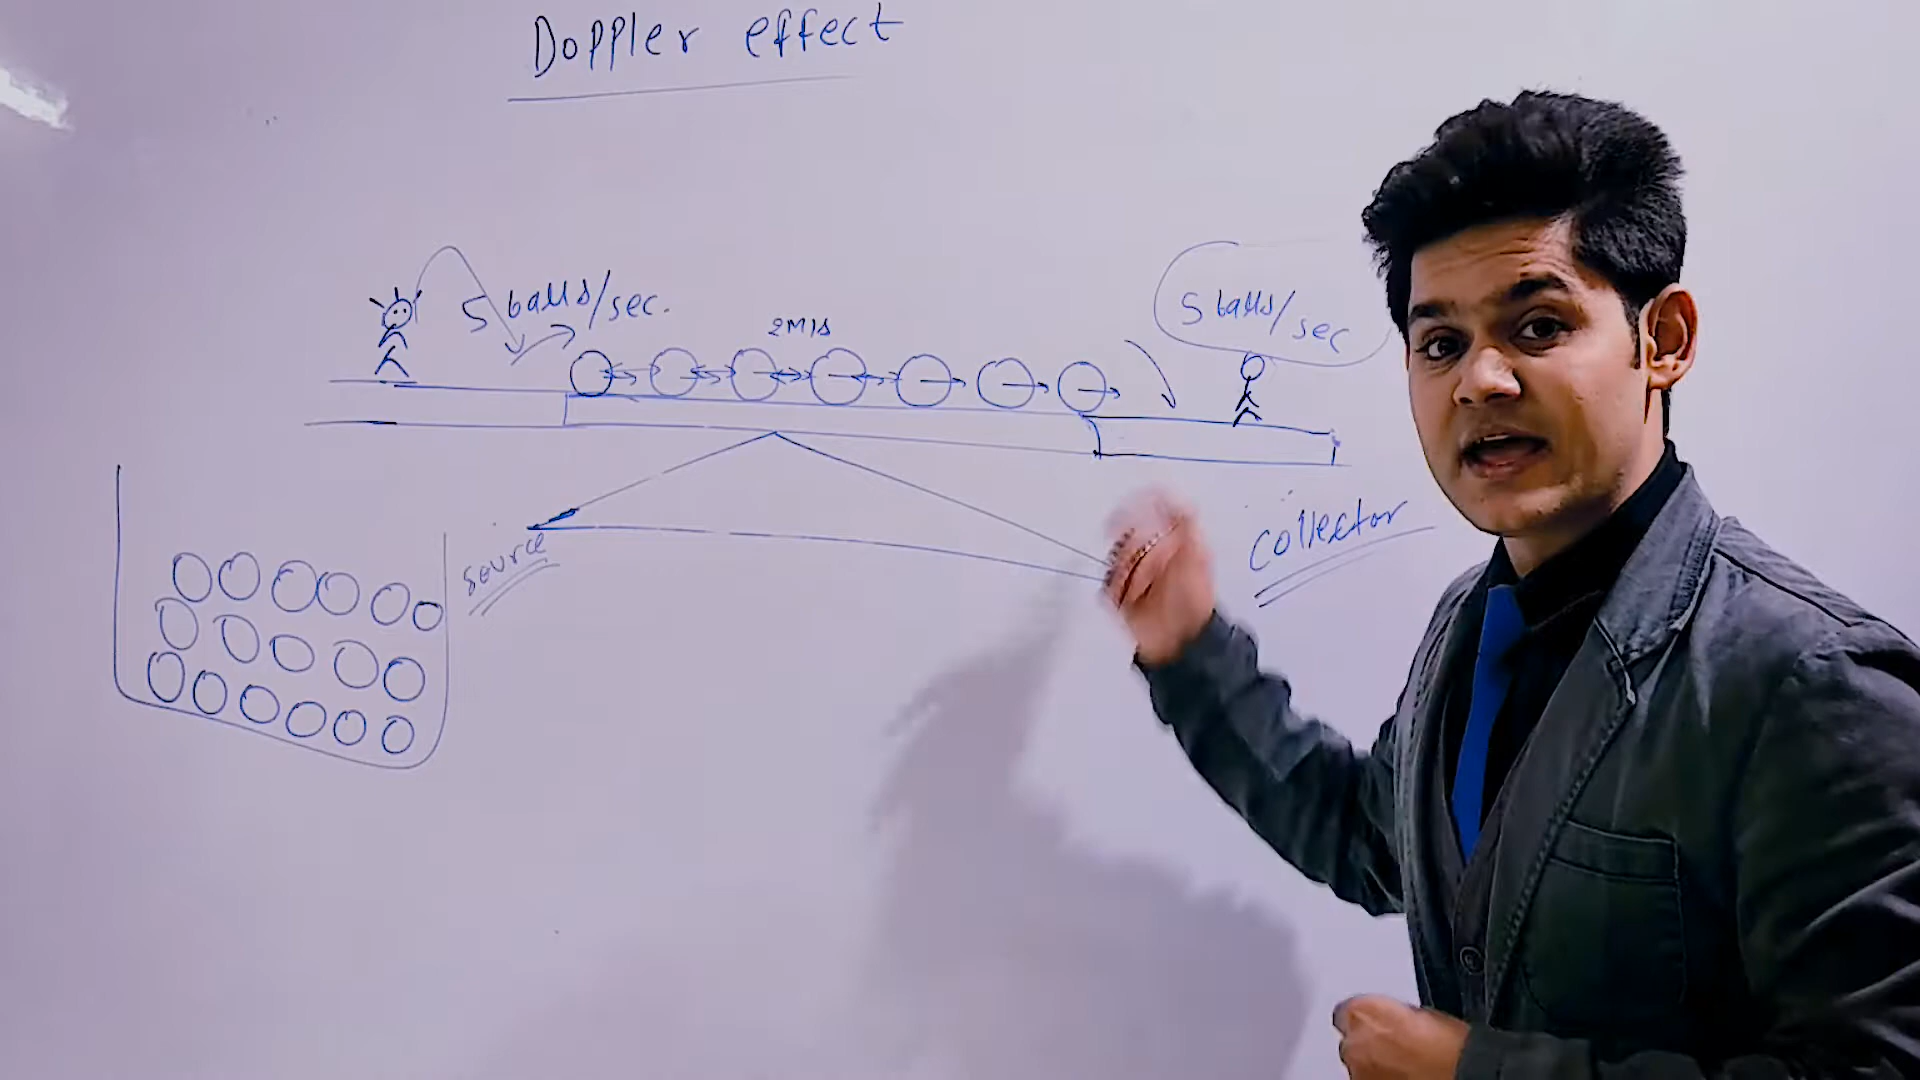 Doppler effect
5 balls/sec.
2M/s
5 balls/sec
source
collector